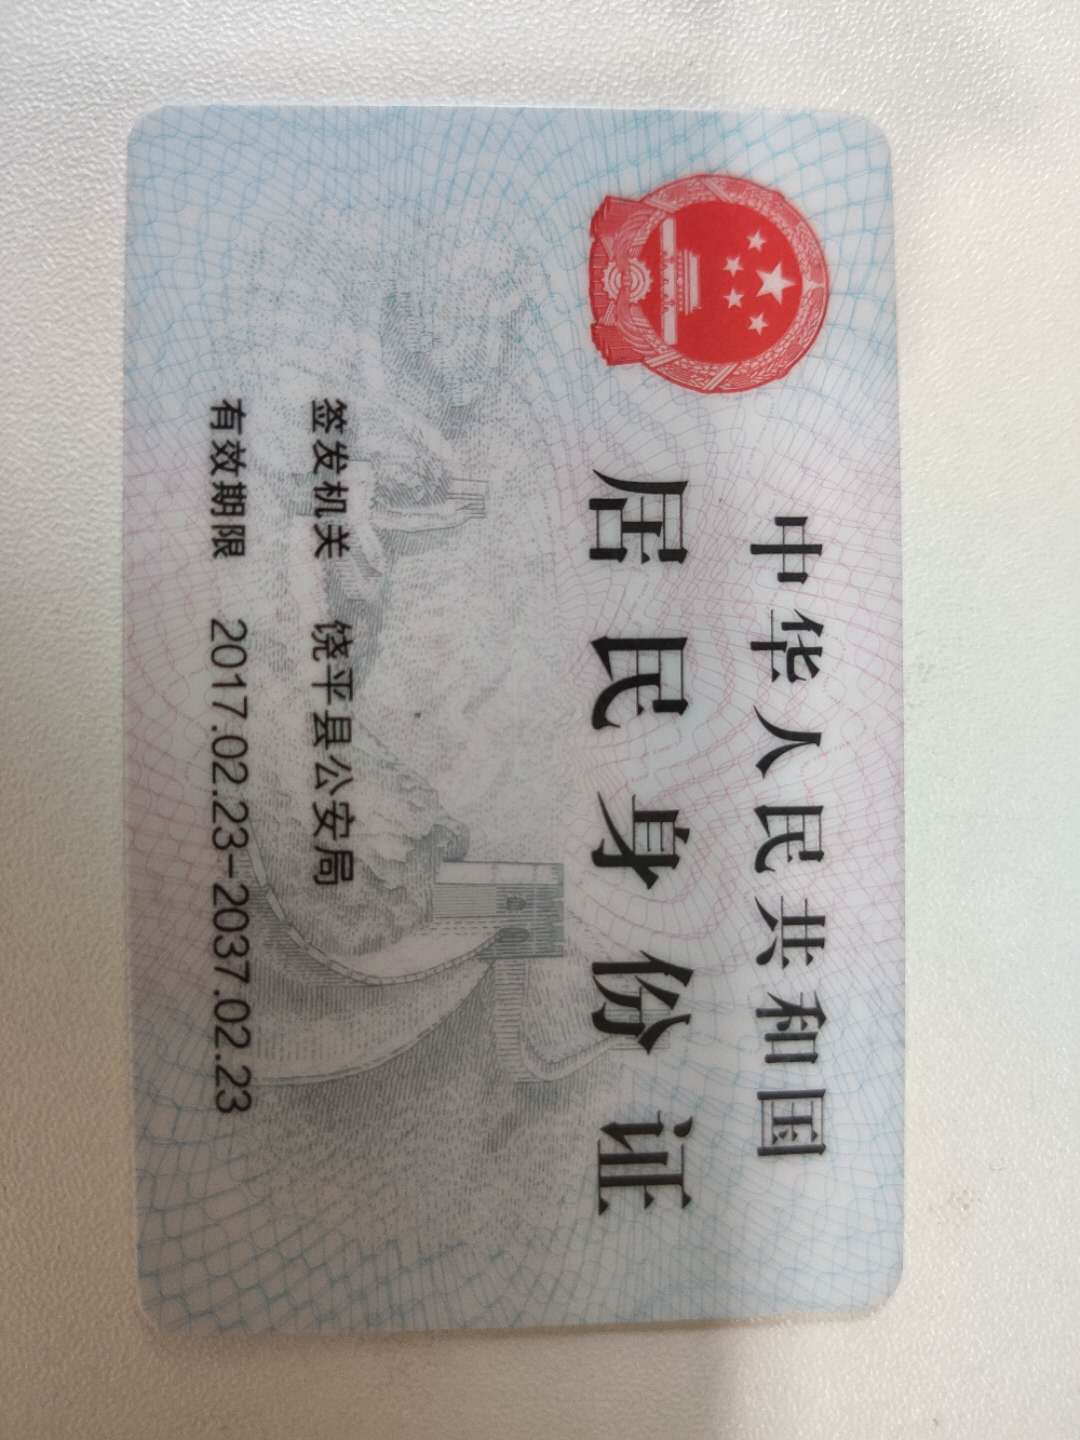 中华人民共和国
居民身份证
签发机关 饶平县公安局
有效期限 2017.02.23-2037.02.23